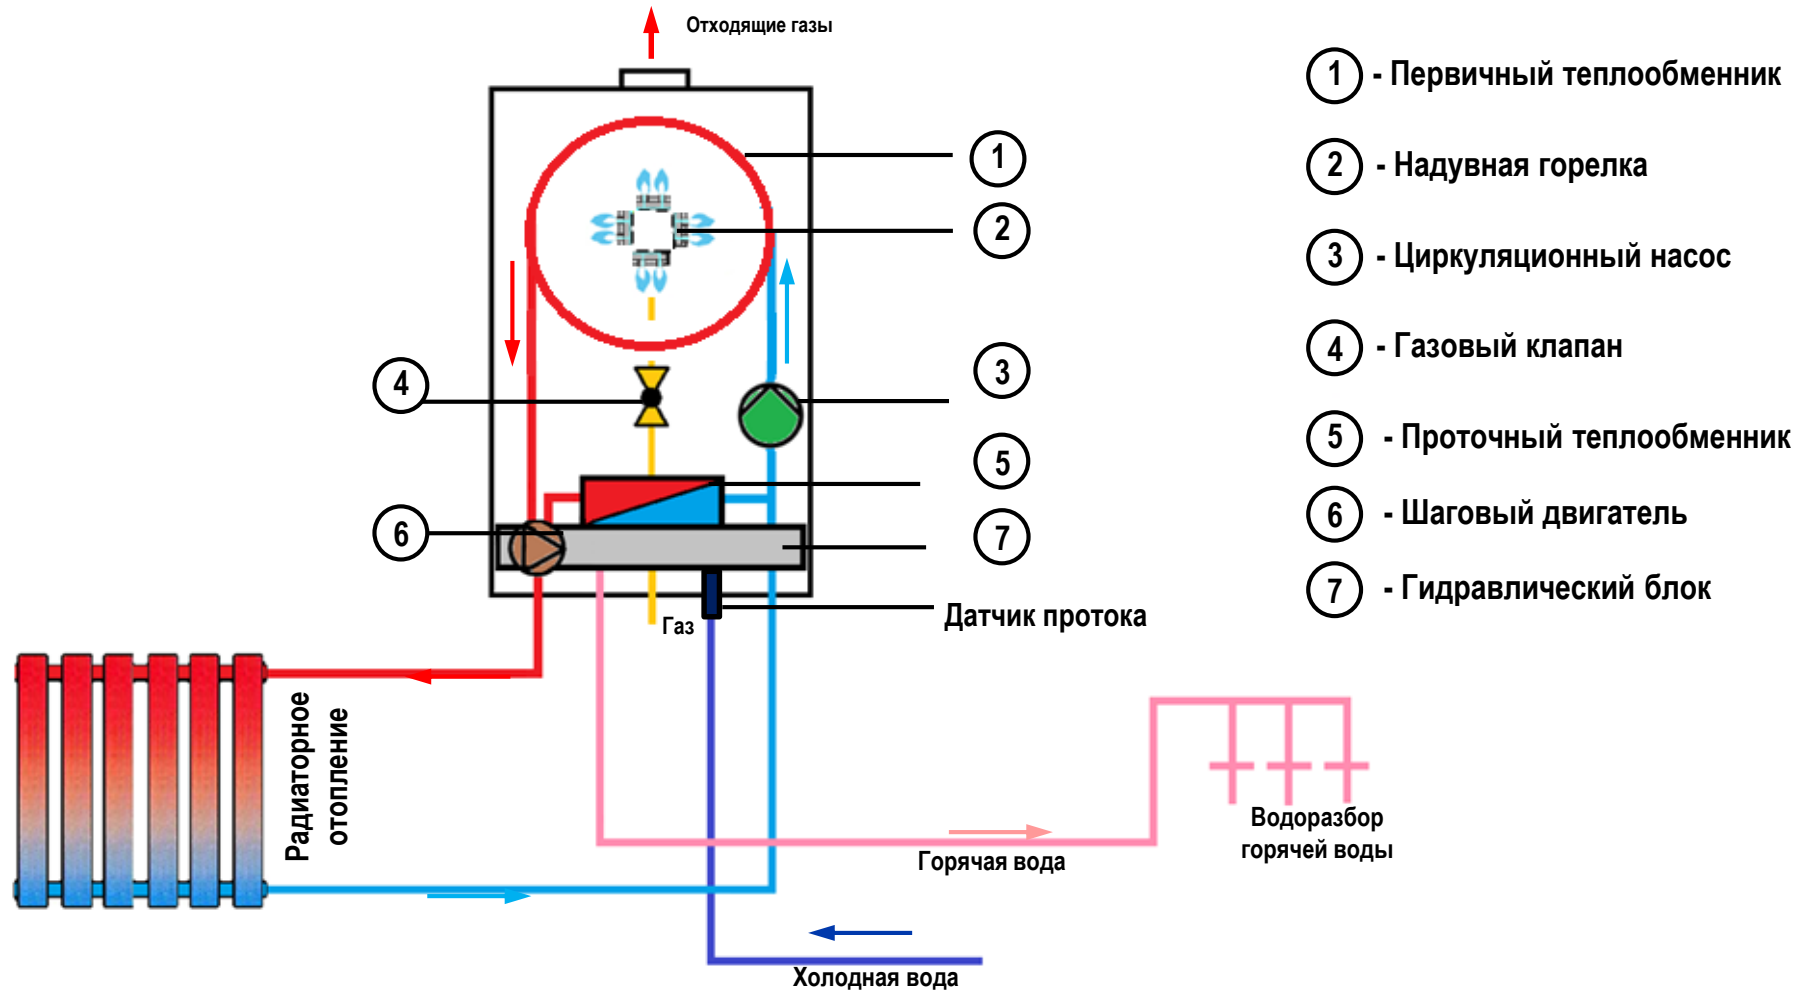 Отходящие газы
1
2
3
4
5
6
7
Газ
Датчик протока
Радиаторное
отопление
Горячая вода
Водоразбор
горячей воды
Холодная вода
1 - Первичный теплообменник
2 - Надувная горелка
3 - Циркуляционный насос
4 - Газовый клапан
5 - Проточный теплообменник
6 - Шаговый двигатель
7 - Гидравлический блок